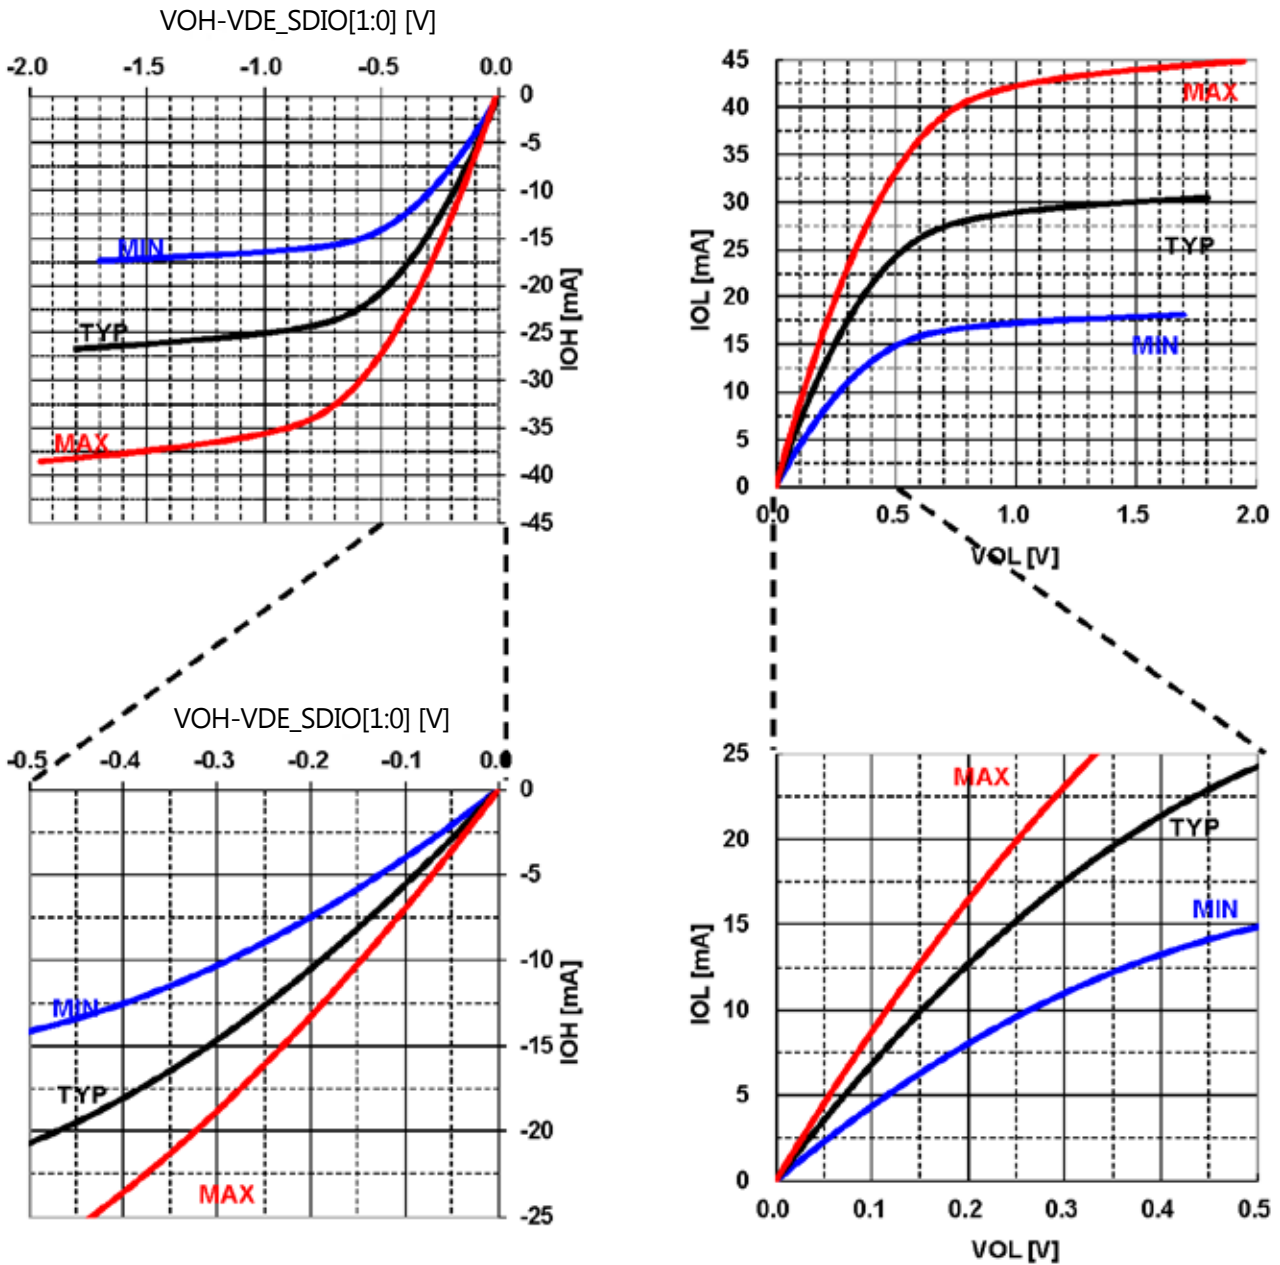 VOH-VDE_SDIO[1:0] [V]
-2.0 -1.5 -1.0 -0.5 0.0
0
-5
-10
-15
-20
-25
-30
-35
-40
-45
IOH [mA]
MIN
TYP
MAX
45
40
35
30
25
20
15
10
5
0
IOL [mA]
MAX
TYP
MIN
0.0 0.5 1.0 1.5 2.0
VOL [V]
VOH-VDE_SDIO[1:0] [V]
-0.5 -0.4 -0.3 -0.2 -0.1 0.0
0
-5
-10
-15
-20
-25
IOH [mA]
MIN
TYP
MAX
25
20
15
10
5
0
IOL [mA]
MAX
TYP
MIN
0.0 0.1 0.2 0.3 0.4 0.5
VOL [V]